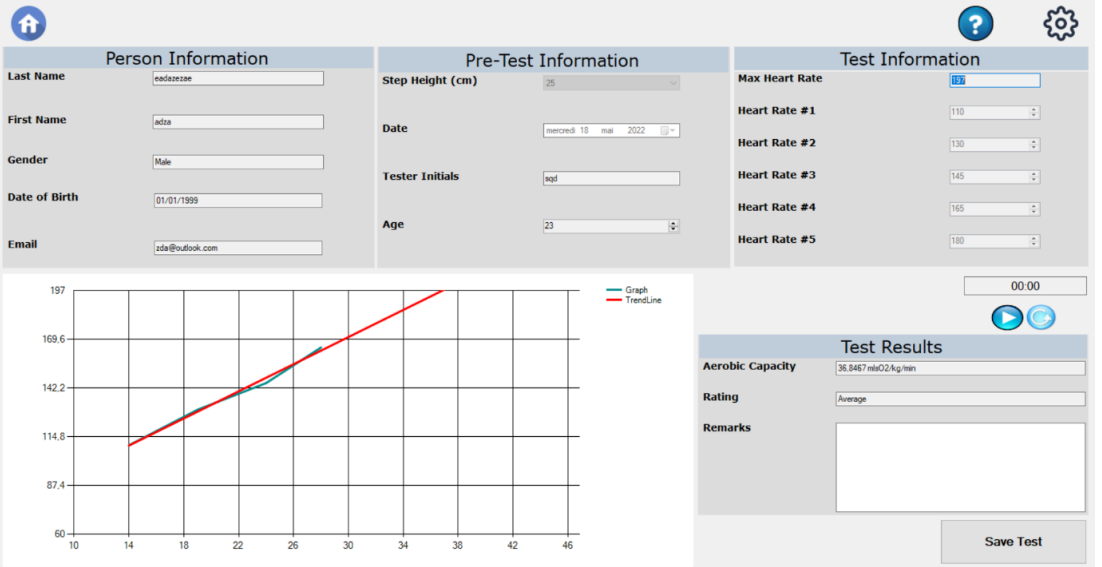 ?
Person Information
Last Name eadazezae
First Name adza
Gender Male
Date of Birth 01/01/1999
Email zda@outlook.com
Pre-Test Information
Step Height (cm) 25
Date mercredi 18 mai 2022
Tester Initials sqd
Age 23
Test Information
Max Heart Rate 197
Heart Rate #1 110
Heart Rate #2 130
Heart Rate #3 145
Heart Rate #4 165
Heart Rate #5 180
197
169,6
142,2
114,8
87,4
60
10 14 18 22 26 30 34 38 42 46
Graph
TrendLine
00:00
Test Results
Aerobic Capacity 36.8467 mlsO2/kg/min
Rating Average
Remarks
Save Test